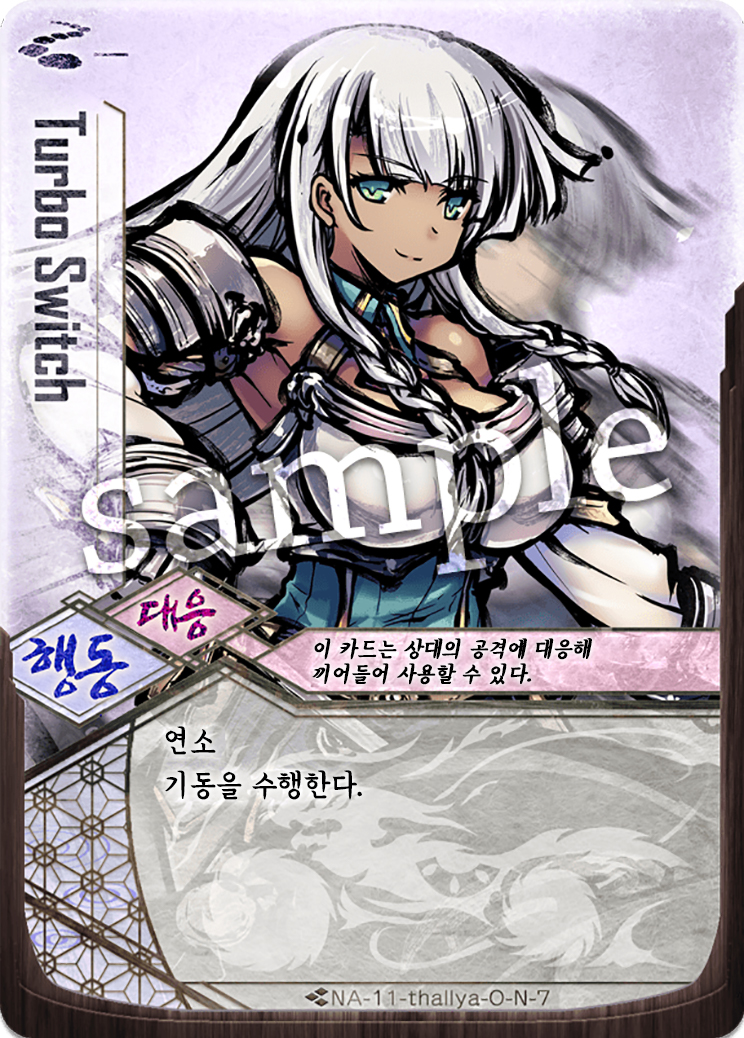 Turbo Switch
sample
대응
행동
이 카드는 상대의 공격에 대응해
끼어들어 사용할 수 있다.
연소
기동을 수행한다.
NA-11-thallya-O-N-7